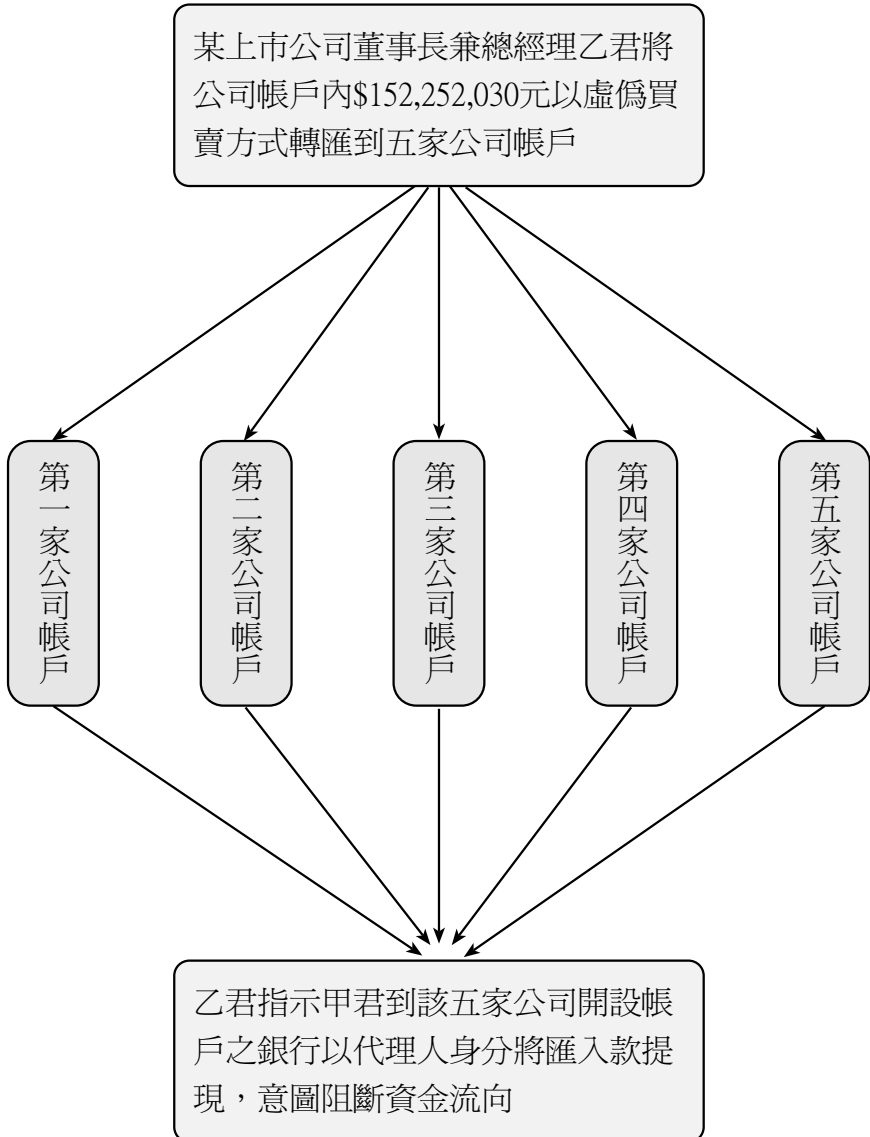 某上市公司董事長兼總經理乙君將
公司帳戶內$152,252,030元以虛偽買
賣方式轉匯到五家公司帳戶
第一家公司帳戶
第二家公司帳戶
第三家公司帳戶
第四家公司帳戶
第五家公司帳戶
乙君指示甲君到該五家公司開設帳
戶之銀行以代理人身分將匯入款提
現，意圖阻斷資金流向